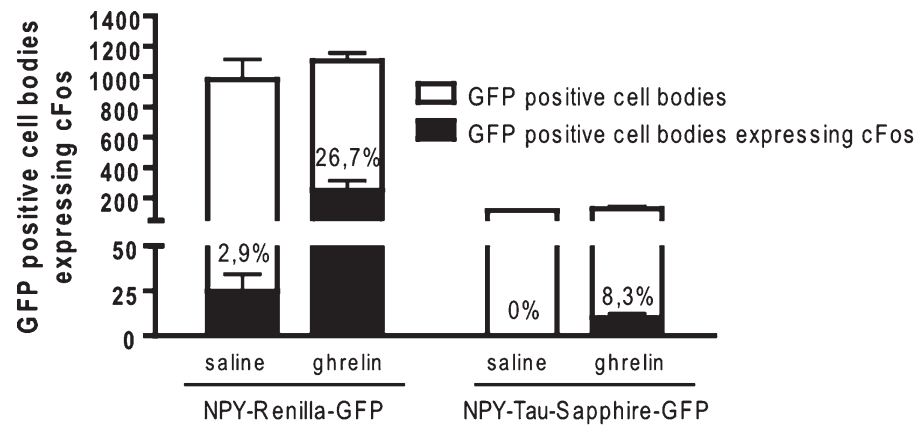 GFP positive cell bodies
expressing cFos
1400
1200
1000
800
600
400
200
50
25
0
GFP positive cell bodies
GFP positive cell bodies expressing cFos
26,7%
2,9%
0%
8,3%
saline ghrelin saline ghrelin
NPY-Renilla-GFP NPY-Tau-Sapphire-GFP